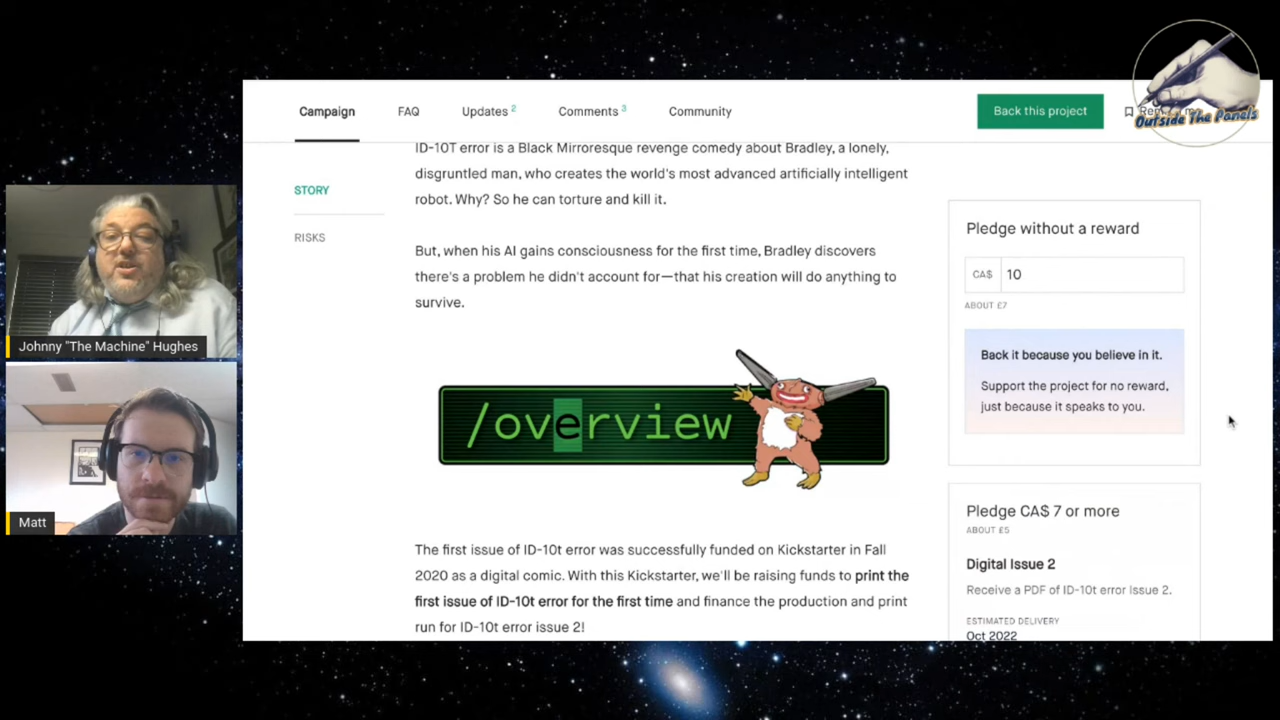 Campaign
FAQ
Updates 2
Comments 3
Community
Back this project
Outside The Panels
STORY
RISKS
ID-10T error is a Black Mirroresque revenge comedy about Bradley, a lonely,
disgruntled man, who creates the world's most advanced artificially intelligent
robot. Why? So he can torture and kill it.
But, when his AI gains consciousness for the first time, Bradley discovers
there's a problem he didn't account for—that his creation will do anything to
survive.
/overview
The first issue of ID-10t error was successfully funded on Kickstarter in Fall
2020 as a digital comic. With this Kickstarter, we'll be raising funds to print the
first issue of ID-10t error for the first time and finance the production and print
run for ID-10t error issue 2!
Pledge without a reward
CA$ 10
ABOUT £7
Back it because you believe in it.
Support the project for no reward,
just because it speaks to you.
Pledge CA$ 7 or more
ABOUT £5
Digital Issue 2
Receive a PDF of ID-10t error Issue 2.
ESTIMATED DELIVERY
Oct 2022
Johnny "The Machine" Hughes
Matt